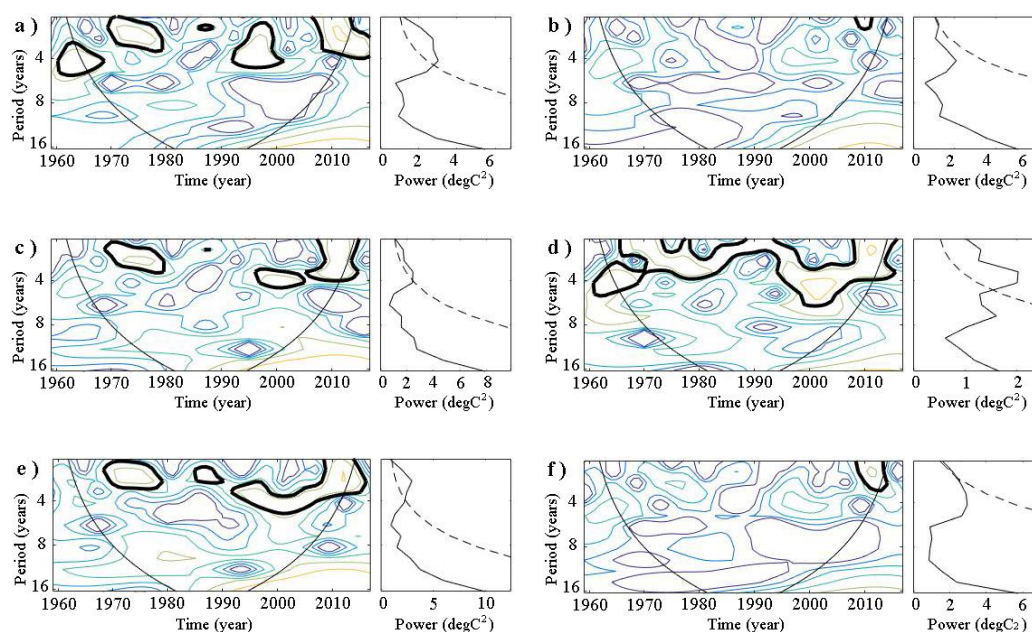 a )
Period (years)
4
8
16
1960 1970 1980 1990 2000 2010
Time (year)
0 2 4 6
Power (degC²)
b )
Period (years)
4
8
16
1960 1970 1980 1990 2000 2010
Time (year)
0 2 4 6
Power (degC²)
c )
Period (years)
4
8
16
1960 1970 1980 1990 2000 2010
Time (year)
0 2 4 6 8
Power (degC²)
d )
Period (years)
4
8
16
1960 1970 1980 1990 2000 2010
Time (year)
0 1 2
Power (degC²)
e )
Period (years)
4
8
16
1960 1970 1980 1990 2000 2010
Time (year)
0 5 10
Power (degC²)
f )
Period (years)
4
8
16
1960 1970 1980 1990 2000 2010
Time (year)
0 2 4 6
Power (degC₂)